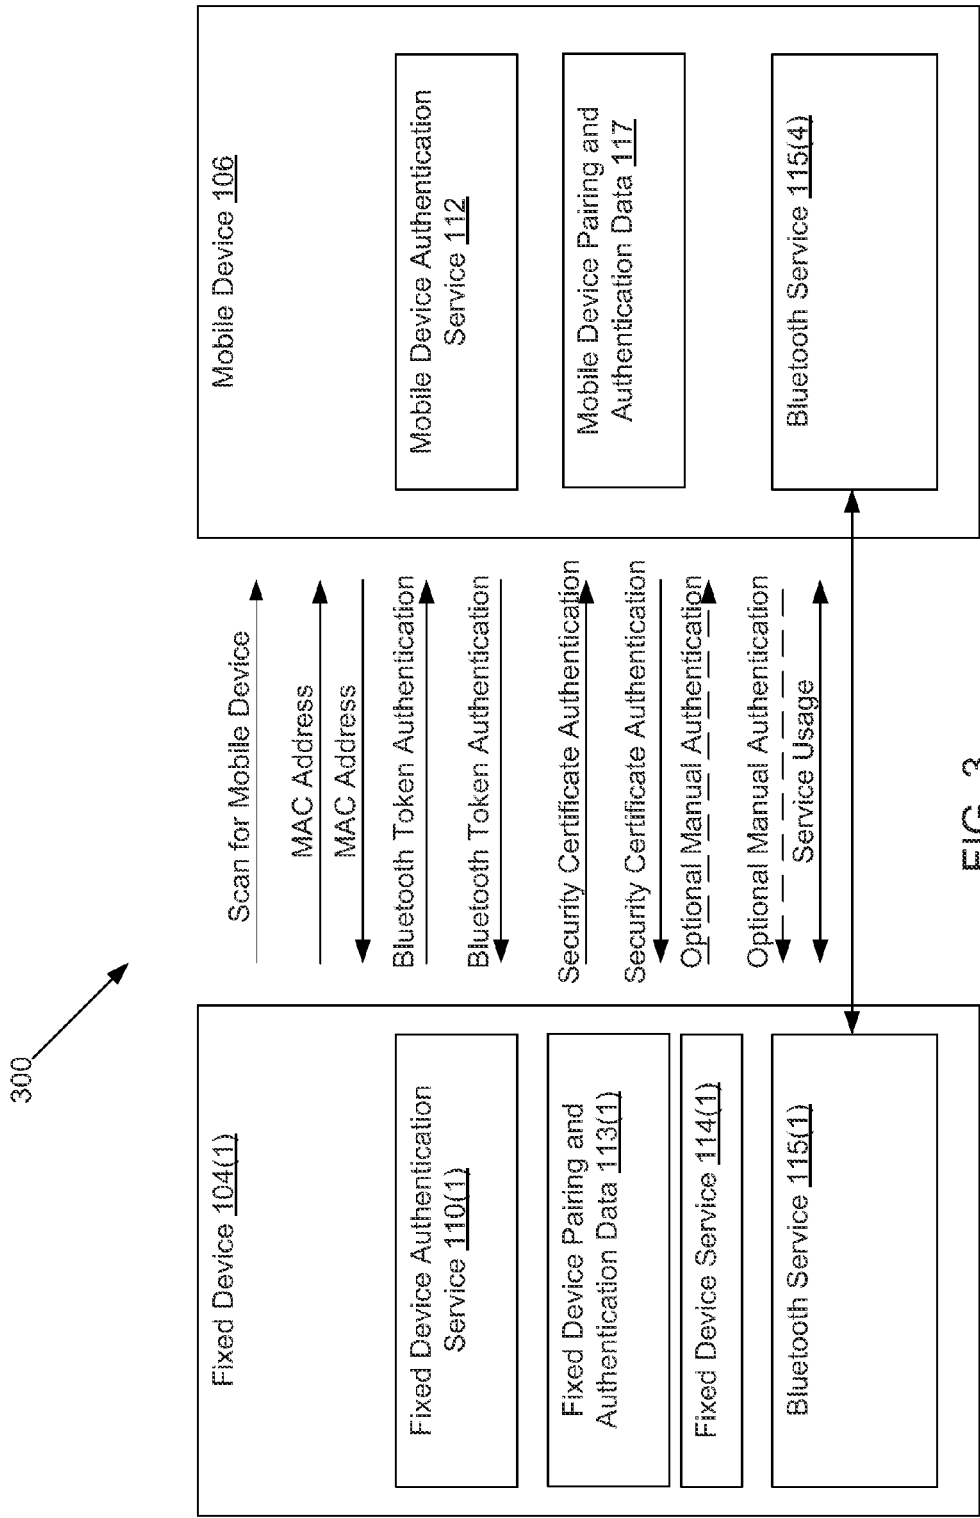 300
Fixed Device 104(1)
Fixed Device Authentication
Service 110(1)
Fixed Device Pairing and
Authentication Data 113(1)
Fixed Device Service 114(1)
Bluetooth Service 115(1)
Scan for Mobile Device
MAC Address
MAC Address
Bluetooth Token Authentication
Bluetooth Token Authentication
Security Certificate Authentication
Security Certificate Authentication
Optional Manual Authentication
Optional Manual Authentication
Service Usage
Mobile Device 106
Mobile Device Authentication
Service 112
Mobile Device Pairing and
Authentication Data 117
Bluetooth Service 115(4)
FIG. 3